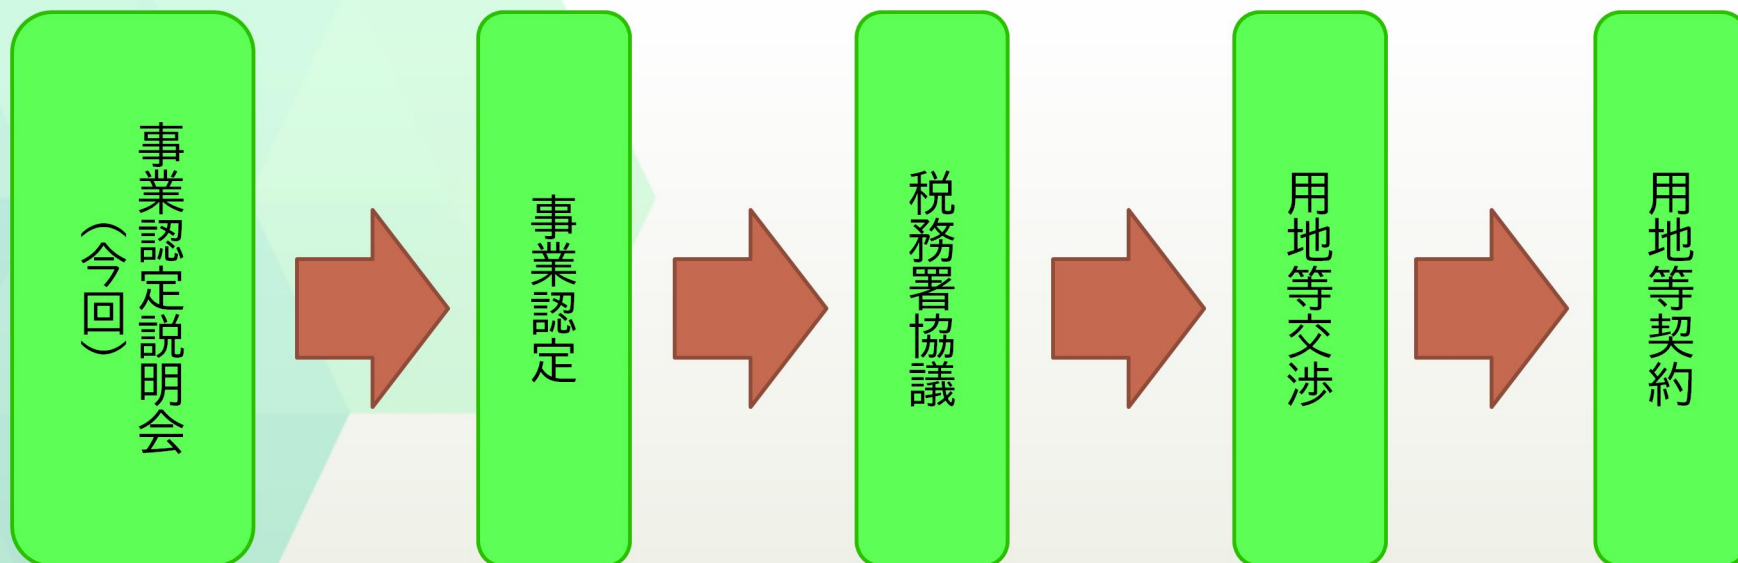 事業認定説明会
（今回）
事業認定
税務署協議
用地等交渉
用地等契約